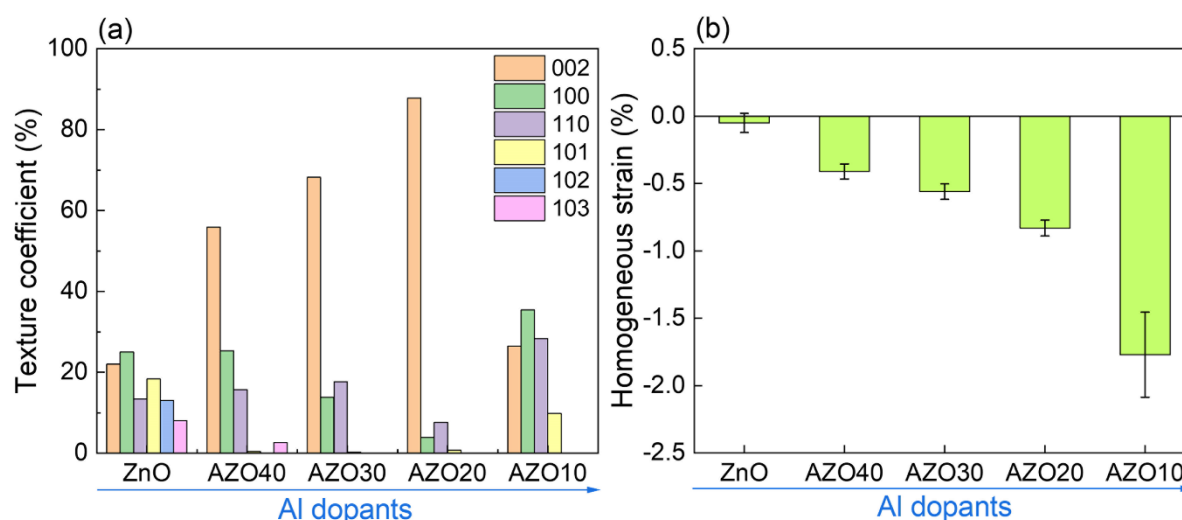 (a)
100
80
60
40
20
0
Texture coefficient (%)
002
100
110
101
102
103
ZnO AZO40 AZO30 AZO20 AZO10
Al dopants
(b)
0.5
0.0
-0.5
-1.0
-1.5
-2.0
-2.5
Homogeneous strain (%)
ZnO AZO40 AZO30 AZO20 AZO10
Al dopants